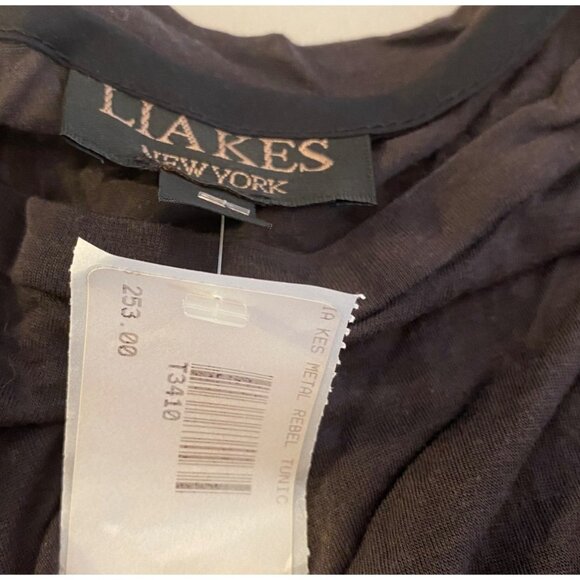 LIA KES
NEW YORK
253.00
T3410
IA KES METAL REBEL TUNIC